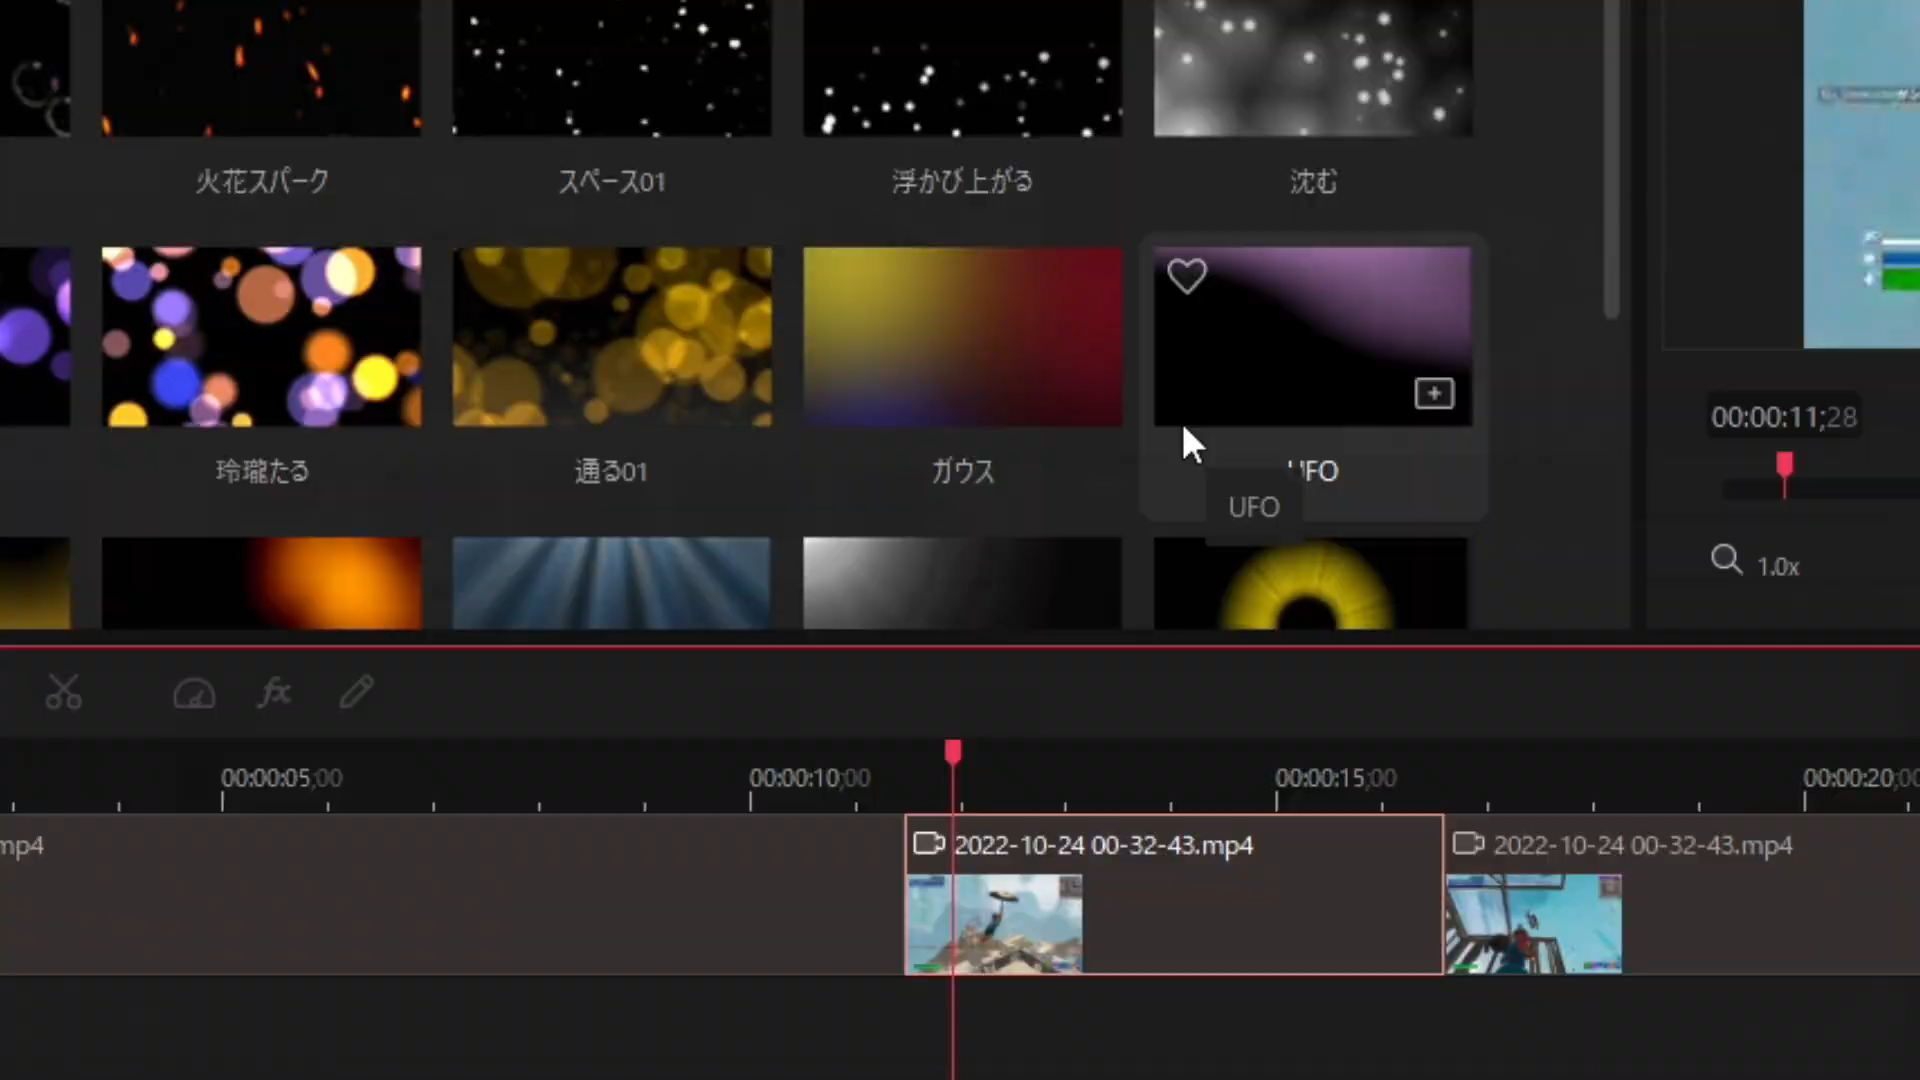 火花スパーク
スペース01
浮かび上がる
沈む
玲瓏たる
通る01
ガウス
UFO
UFO
00:00:11;28
1.0x
fx
00:00:05;00
00:00:10;00
00:00:15;00
00:00:20;00
mp4
2022-10-24 00-32-43.mp4
2022-10-24 00-32-43.mp4